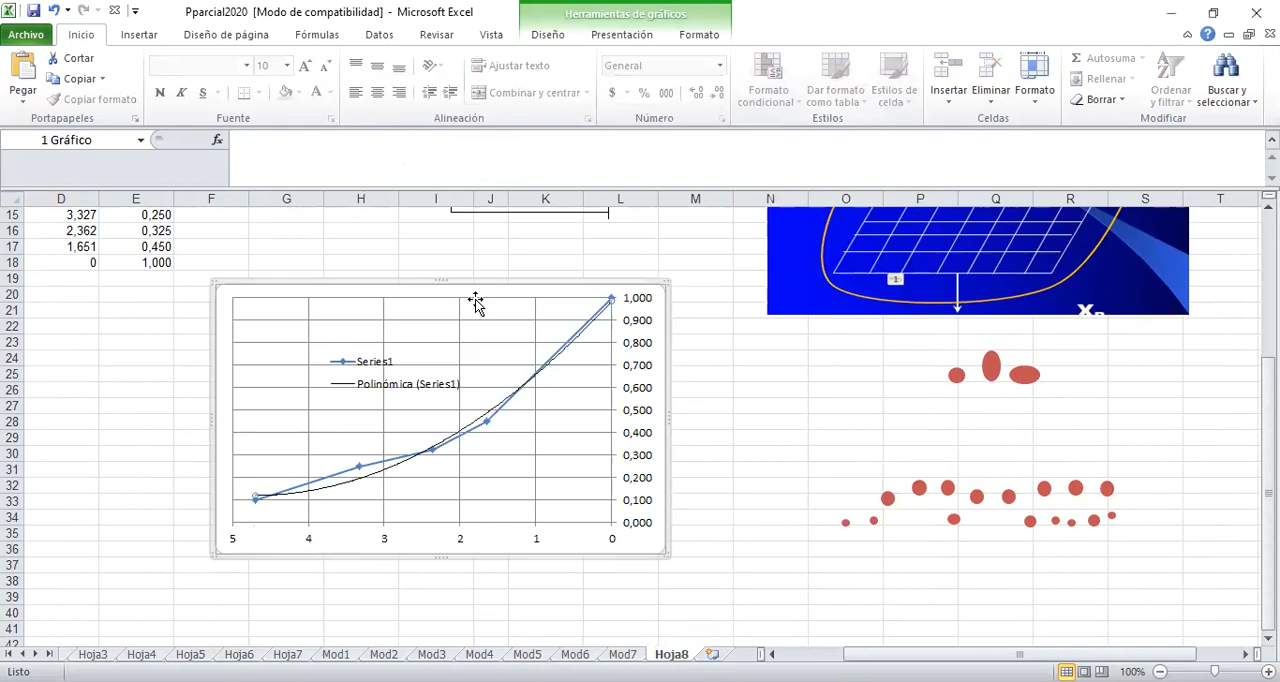 Pparcial2020 [Modo de compatibilidad] - Microsoft Excel
Herramientas de gráficos
Archivo Inicio Insertar Diseño de página Fórmulas Datos Revisar Vista Diseño Presentación Formato
Pegar
Cortar
Copiar
Copiar formato
Portapapeles
10
N K S
Fuente
Ajustar texto
Combinar y centrar
Alineación
General
$ % 000
Número
Formato condicional
Dar formato como tabla
Estilos de celda
Estilos
Insertar Eliminar Formato
Celdas
Autosuma
Rellenar
Borrar
Ordenar y filtrar
Buscar y seleccionar
Modificar
1 Gráfico
fx
D E F G H I J K L M N O P Q R S T
15 3,327 0,250
16 2,362 0,325
17 1,651 0,450
18 0 1,000
19
20
21
22
23
24
25
26
27
28
29
30
31
32
33
34
35
36
37
38
39
40
41
42
Series1
Polinómica (Series1)
1,000
0,900
0,800
0,700
0,600
0,500
0,400
0,300
0,200
0,100
0,000
5 4 3 2 1 0
1
Hoja3 Hoja4 Hoja5 Hoja6 Hoja7 Mod1 Mod2 Mod3 Mod4 Mod5 Mod6 Mod7 Hoja8
Listo
100%